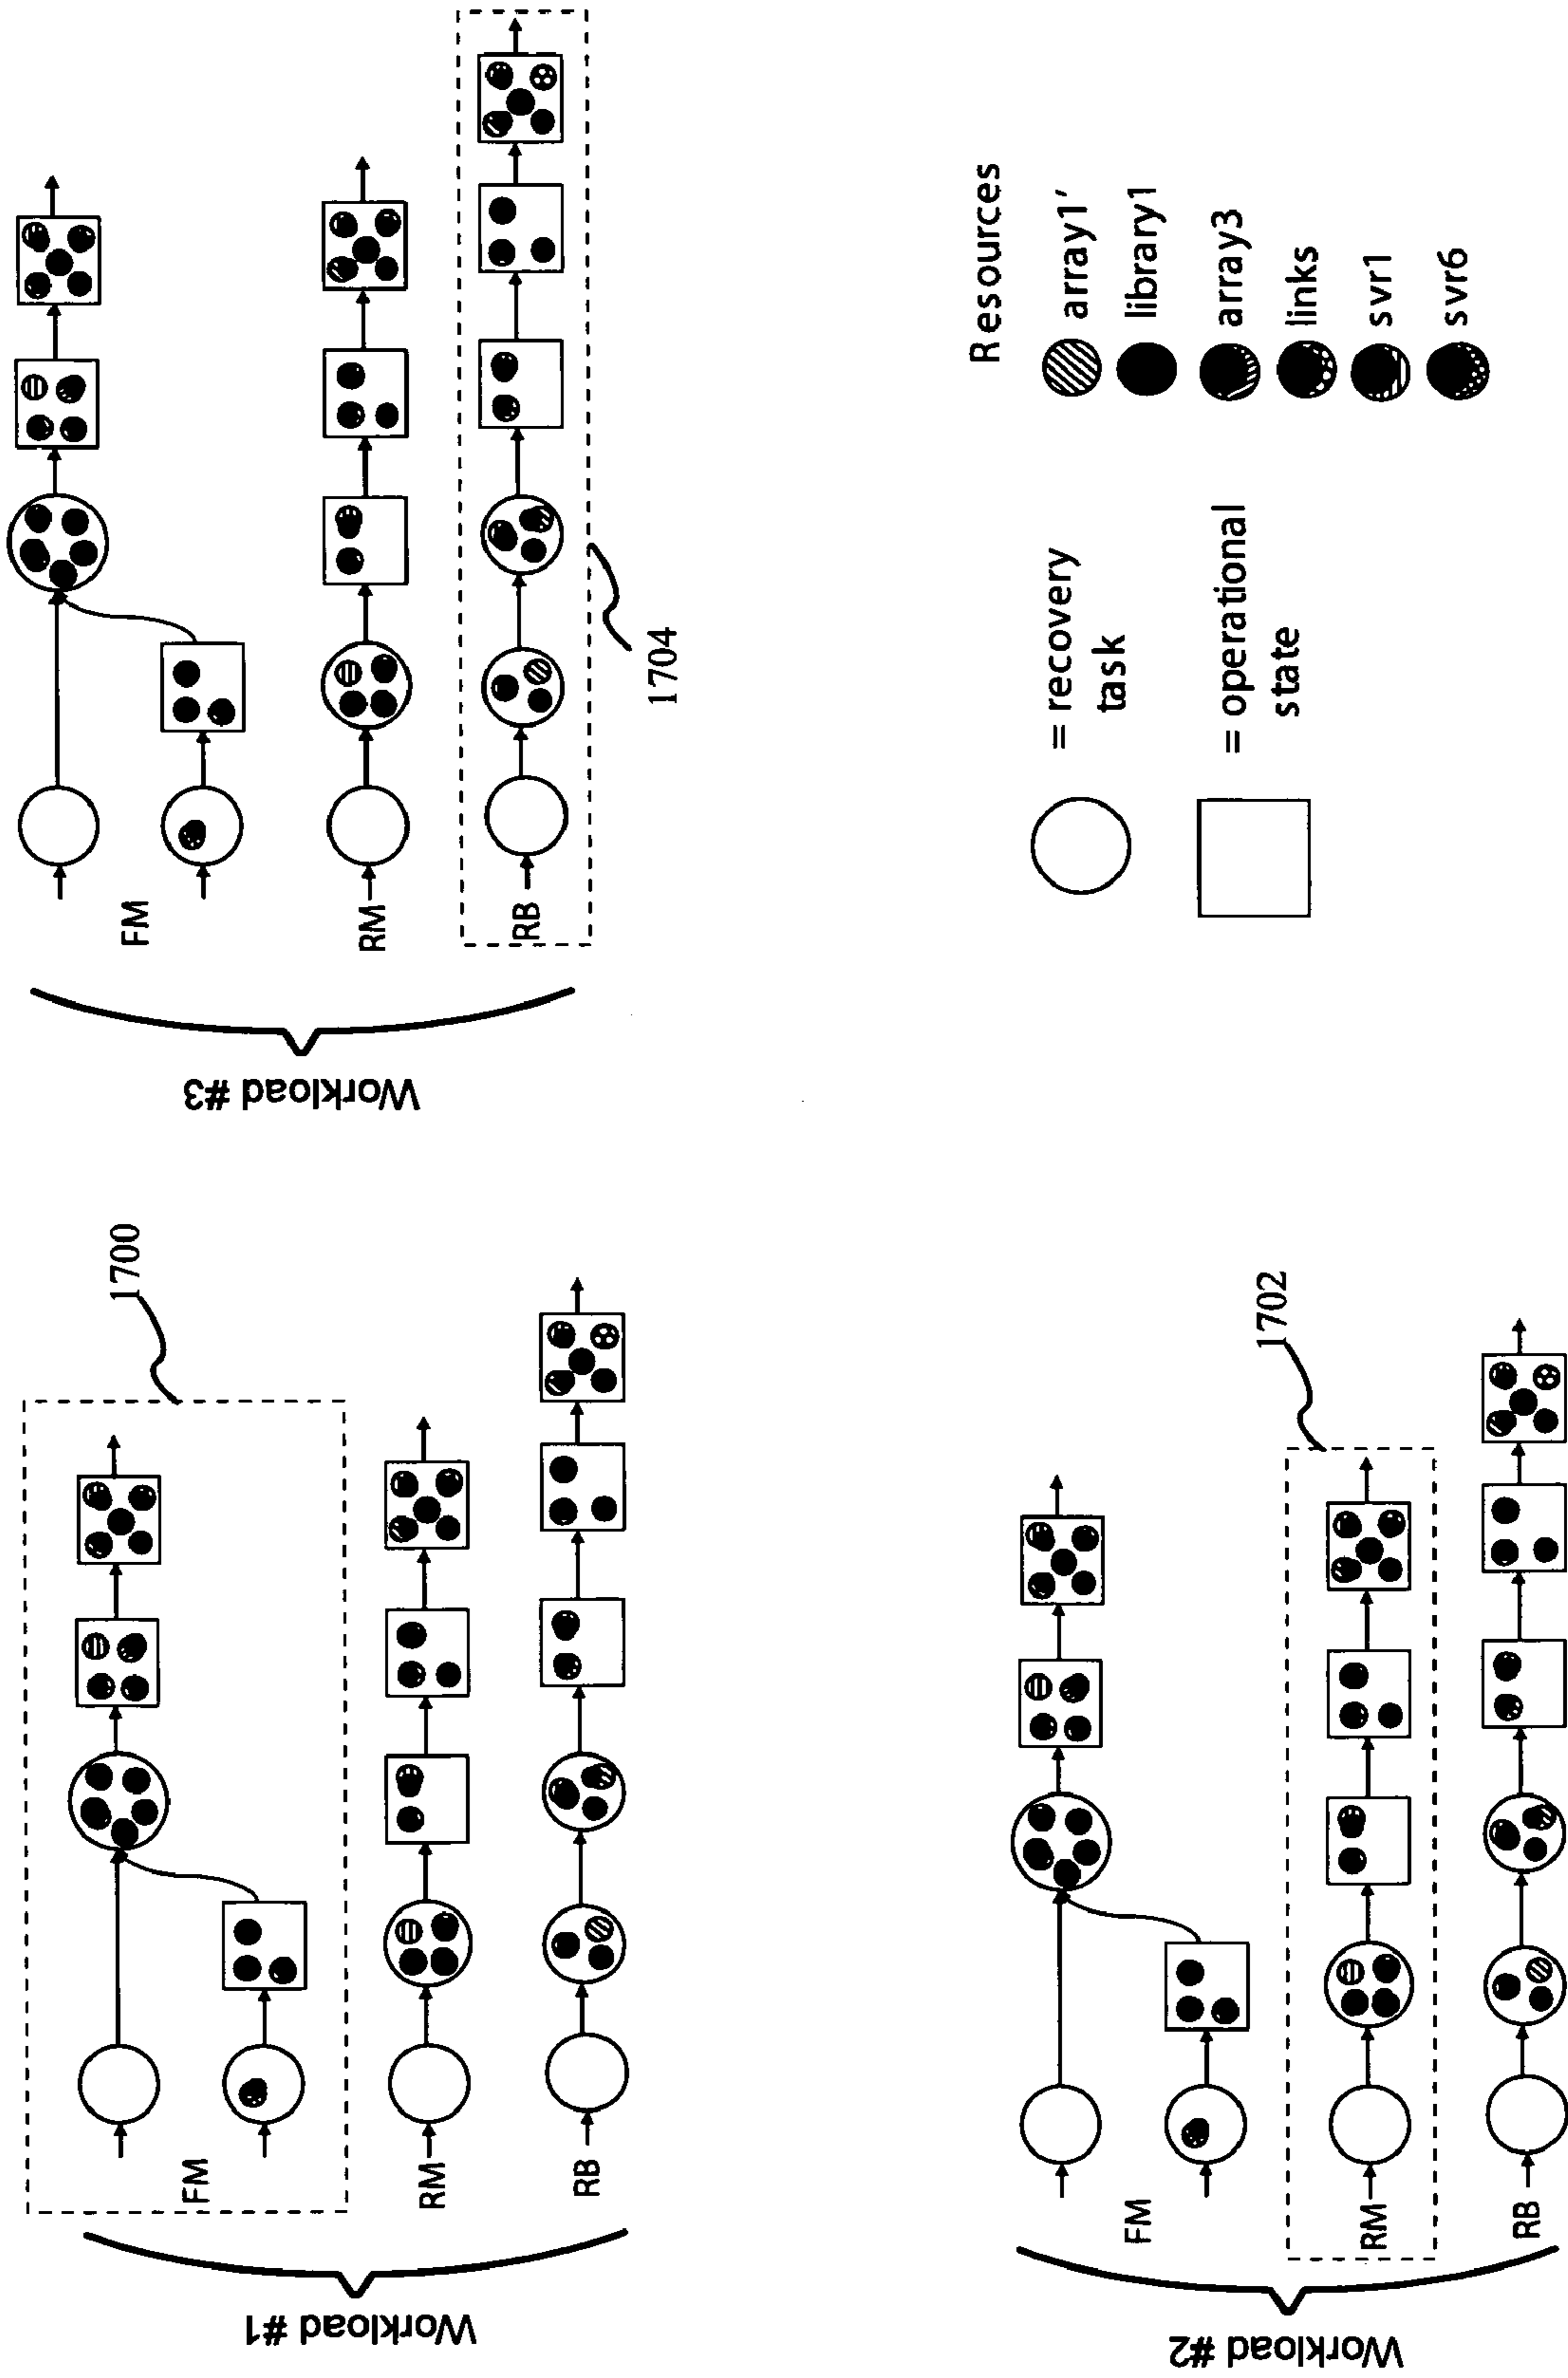 Workload #1
FM
RM
RB
1700
Workload #2
FM
RM
RB
1702
Workload #3
FM
RM
RB
1704
= recovery
task
= operational
state
Resources
array1′
library1
array3
links
svr1
svr6